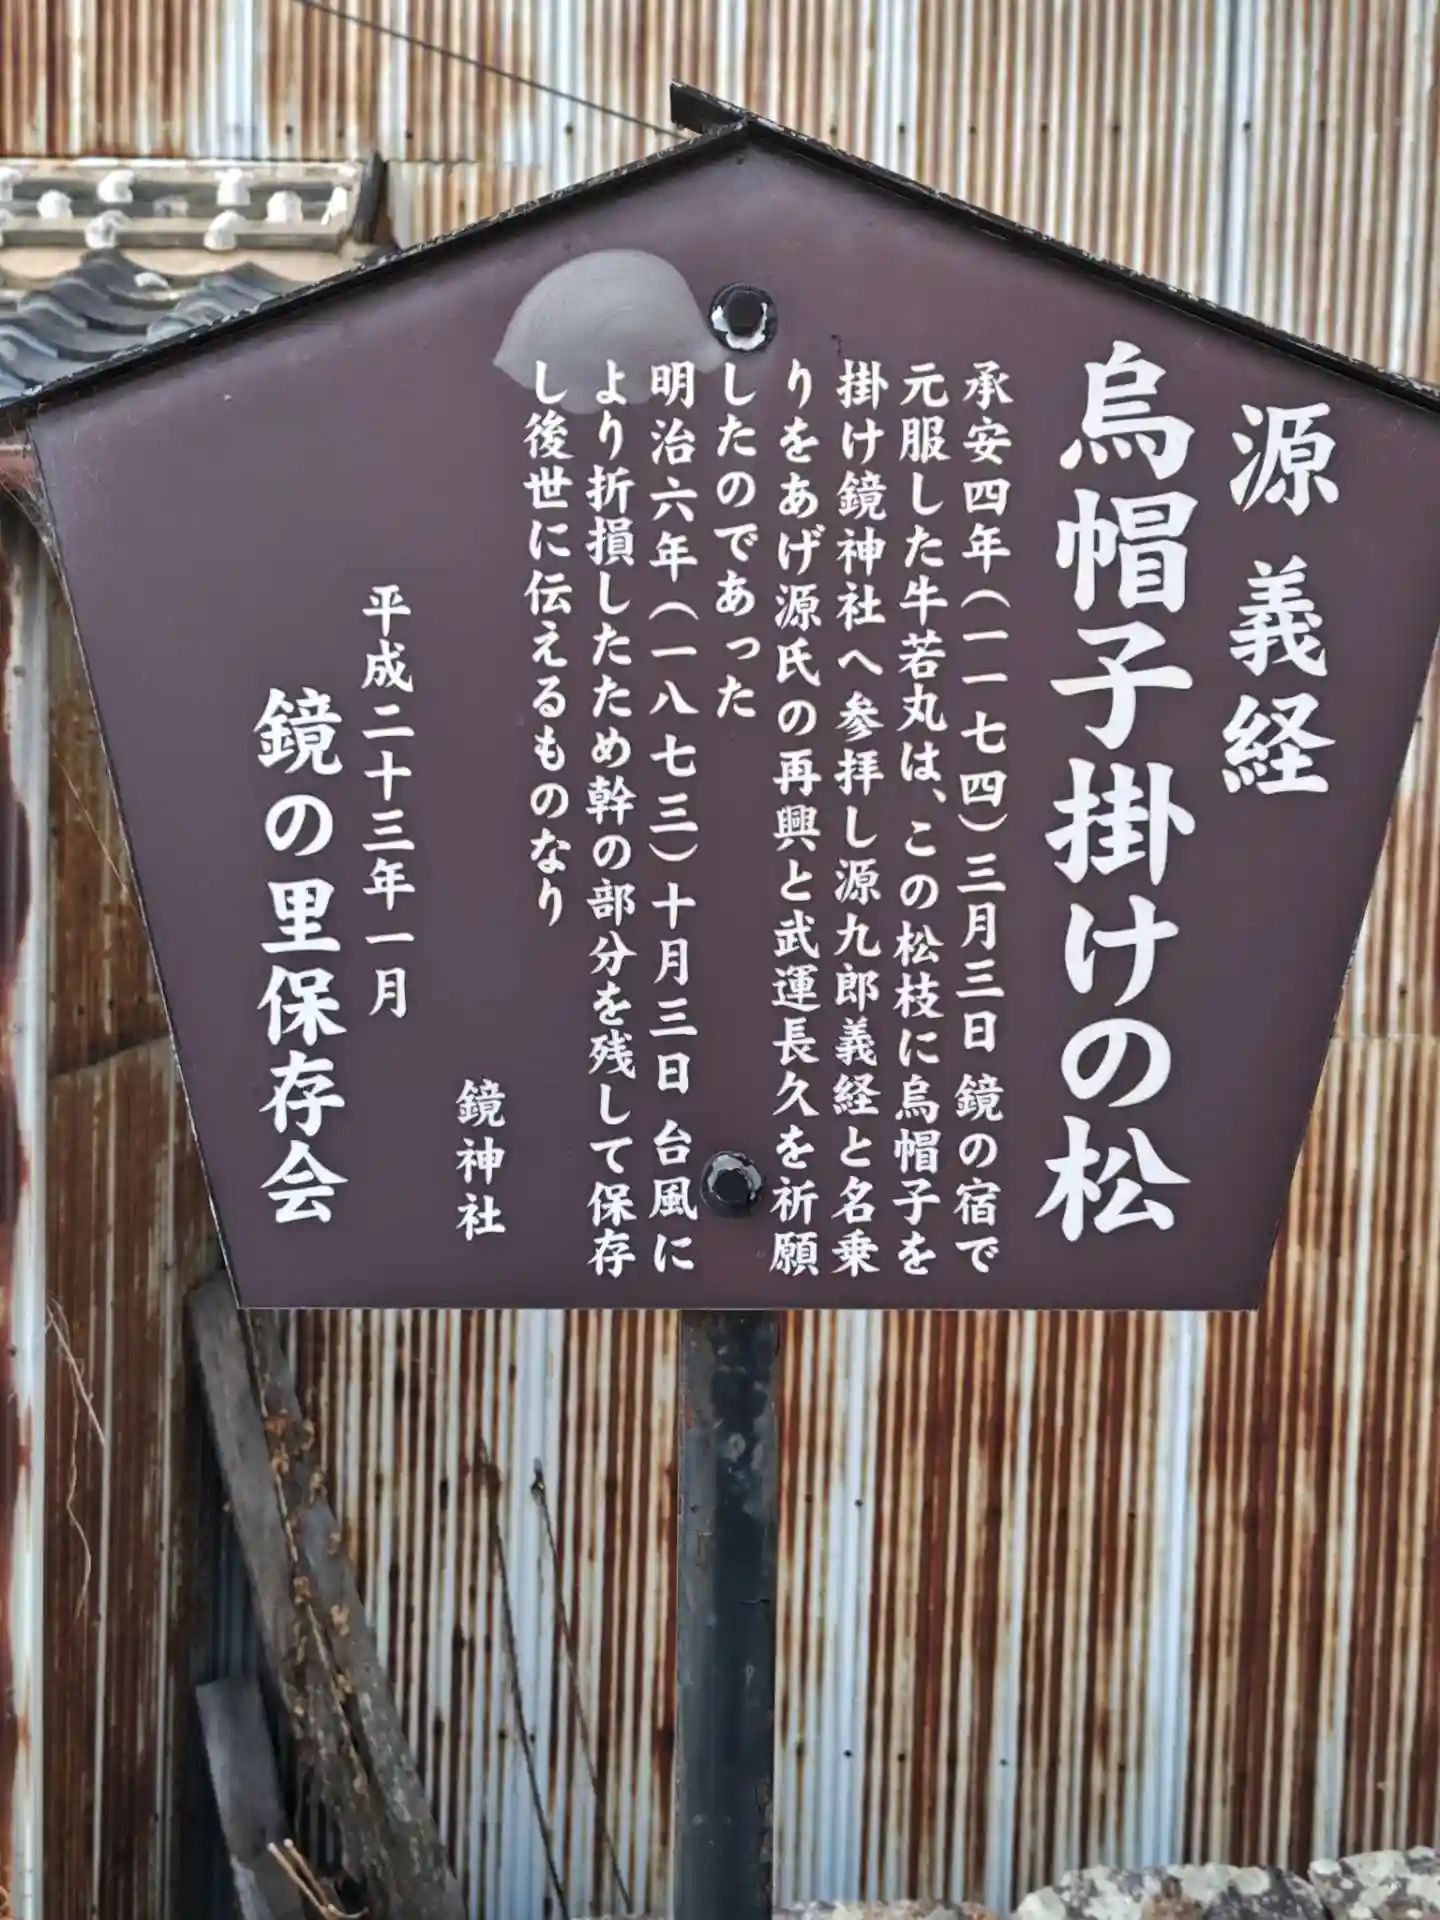 源 義経
烏帽子掛けの松
承安四年(一一七四)三月三日 鏡の宿で
元服した牛若丸は、この松枝に烏帽子を
掛け鏡神社へ参拝し源九郎義経と名乗
りをあげ源氏の再興と武運長久を祈願
したのであった
明治六年(一八七三)十月三日 台風に
より折損したため幹の部分を残して保存
し後世に伝えるものなり
鏡神社
平成二十三年一月
鏡の里保存会